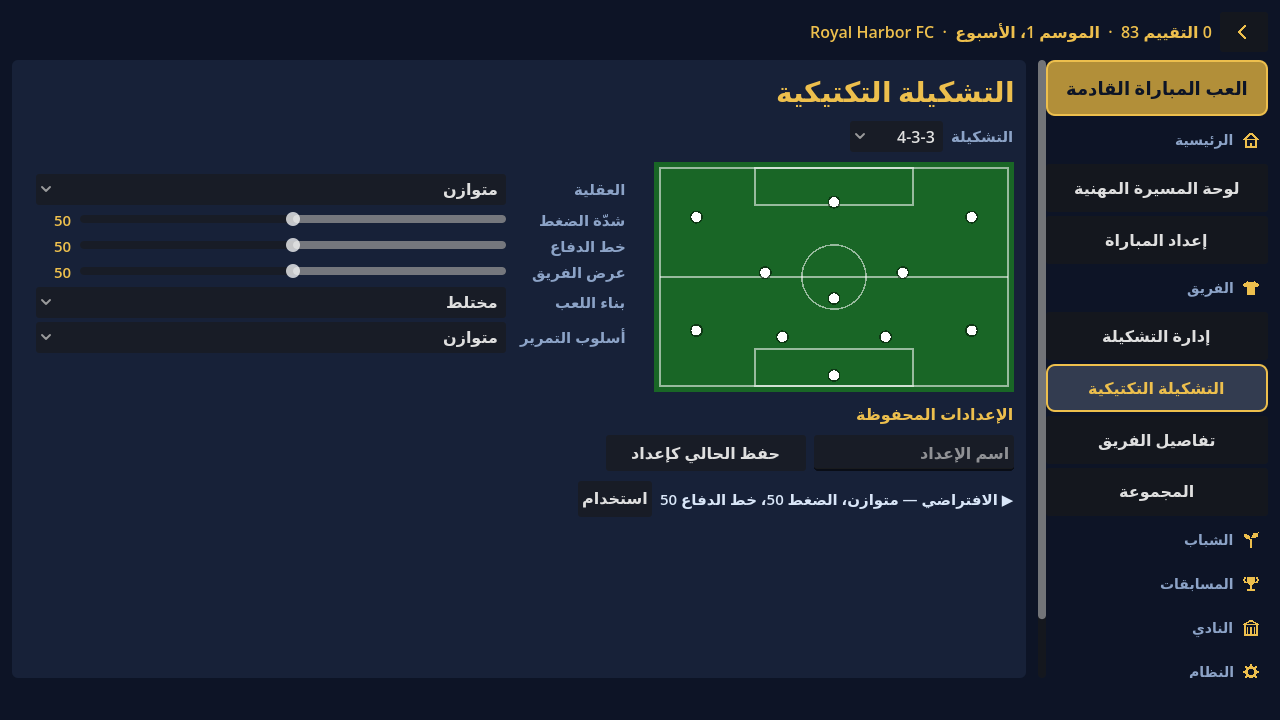 0 التقييم 83 · الموسم 1، الأسبوع · Royal Harbor FC
العب المباراة القادمة
الرئيسية
لوحة المسيرة المهنية
إعداد المباراة
الفريق
إدارة التشكيلة
التشكيلة التكتيكية
تفاصيل الفريق
المجموعة
الشباب
المسابقات
النادي
النظام
التشكيلة التكتيكية
التشكيلة 4-3-3
العقلية متوازن
شدّة الضغط 50
خط الدفاع 50
عرض الفريق 50
بناء اللعب مختلط
أسلوب التمرير متوازن
الإعدادات المحفوظة
اسم الإعداد حفظ الحالي كإعداد
▶ الافتراضي — متوازن، الضغط 50، خط الدفاع 50 استخدام